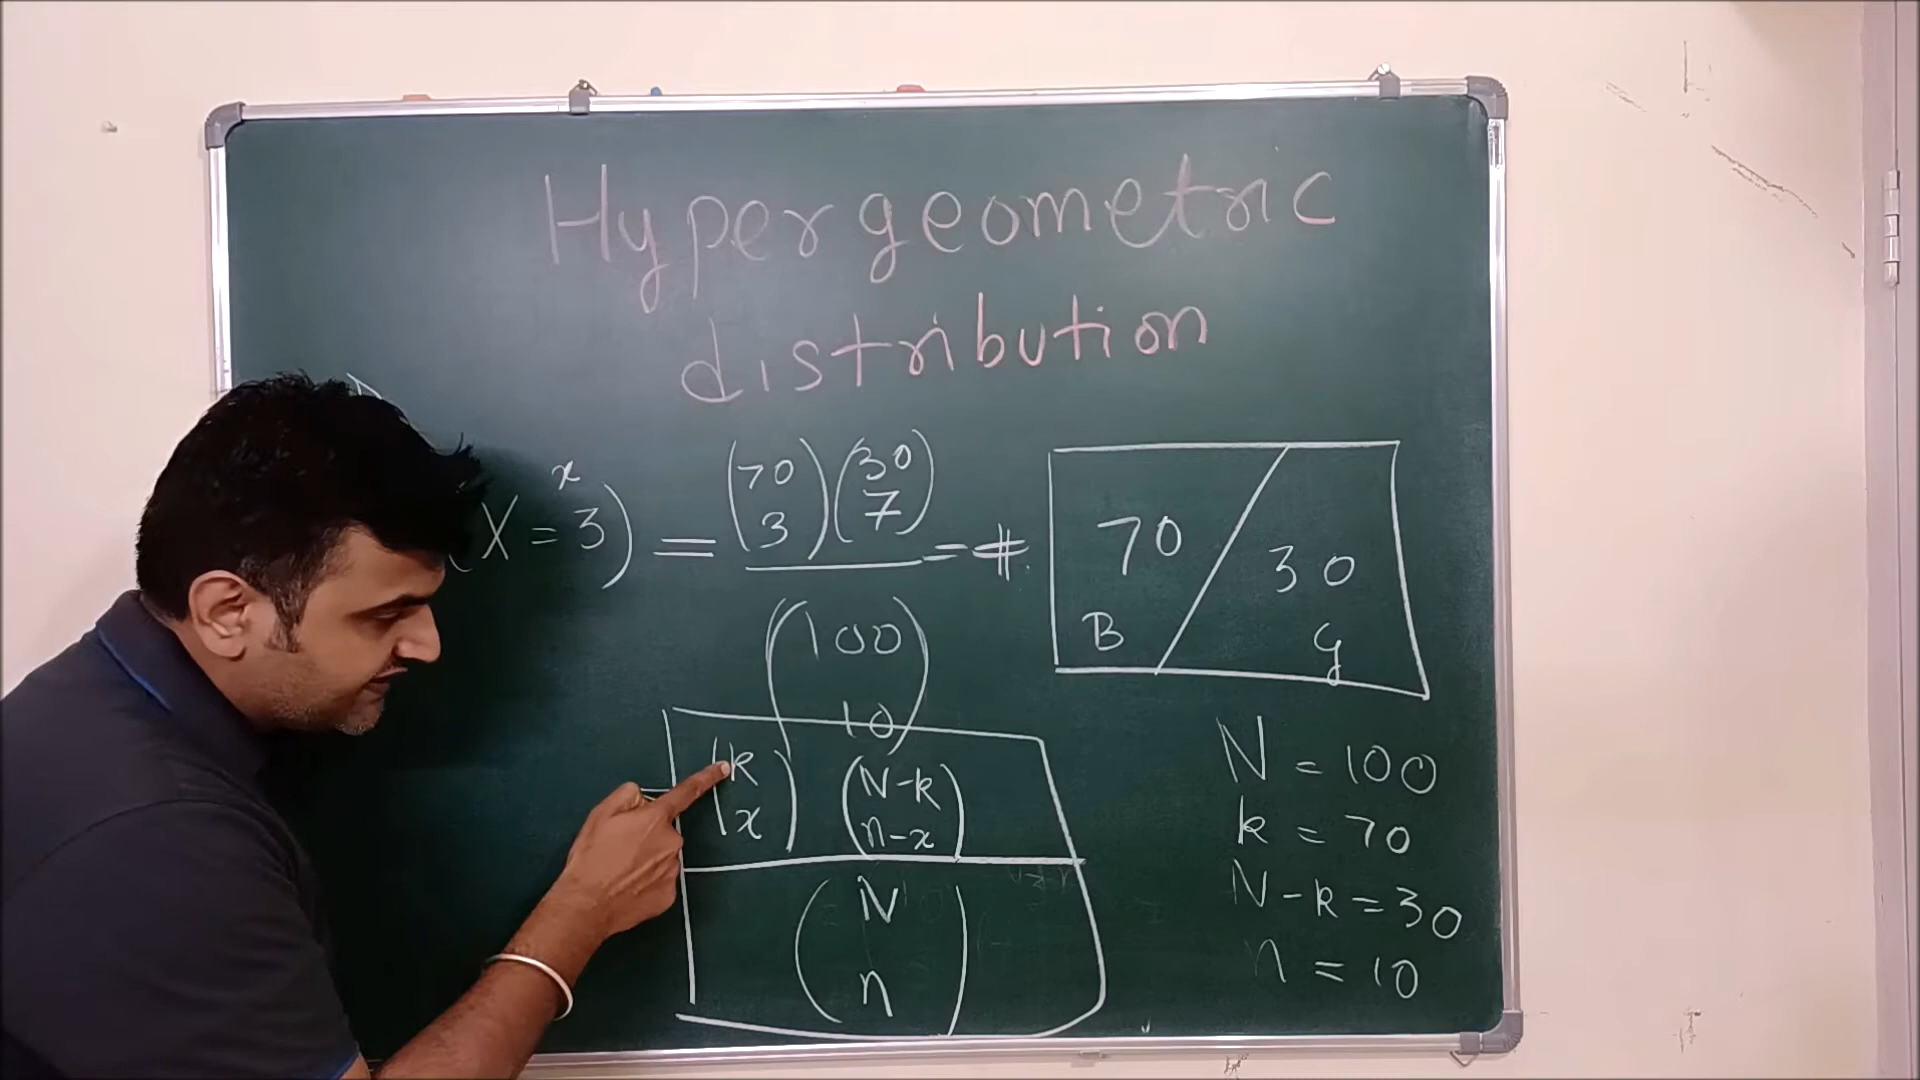 Hypergeometric
distribution
x
(X = 3) = (70 3)(30 7) = #.
(100 10)
70 30
B G
= (k x) (N-k n-x)
(N n)
N = 100
k = 70
N-k = 30
n = 10